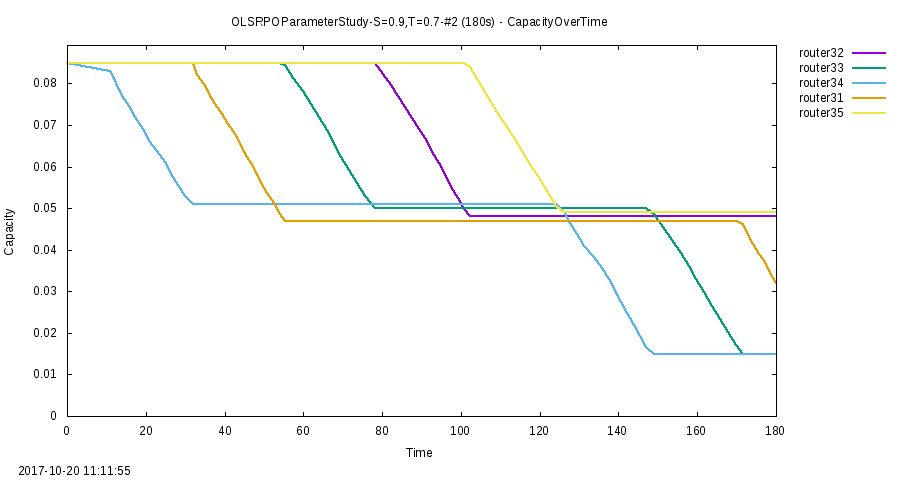 OLSRPOParameterStudy-S=0.9,T=0.7-#2 (180s) - CapacityOverTime
router32
router33
router34
router31
router35
0.08
0.07
0.06
0.05
0.04
0.03
0.02
0.01
0
Capacity
0 20 40 60 80 100 120 140 160 180
Time
2017-10-20 11:11:55